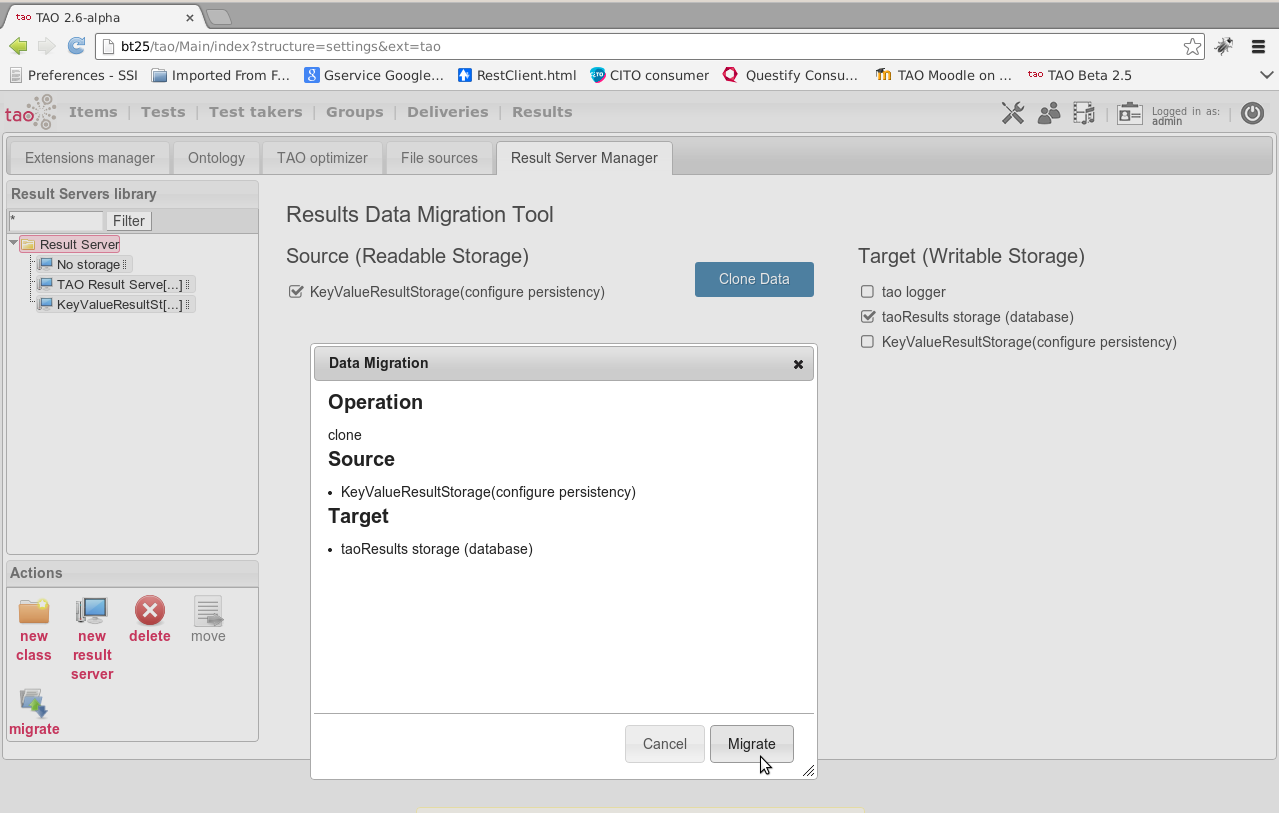 tao TAO 2.6-alpha
bt25/tao/Main/index?structure=settings&ext=tao
Preferences - SSI Imported From F... Gservice Google... RestClient.html CITO consumer Questify Consu... TAO Moodle on ... tao TAO Beta 2.5
tao Items Tests Test takers Groups Deliveries Results Logged in as: admin
Extensions manager Ontology TAO optimizer File sources Result Server Manager
Result Servers library
* Filter
Result Server
No storage
TAO Result Serve[...]
KeyValueResultSt[...]
Actions
new class
new result server
delete
move
migrate
Results Data Migration Tool
Source (Readable Storage)
KeyValueResultStorage(configure persistency)
Clone Data
Target (Writable Storage)
tao logger
taoResults storage (database)
KeyValueResultStorage(configure persistency)
Data Migration
Operation
clone
Source
• KeyValueResultStorage(configure persistency)
Target
• taoResults storage (database)
Cancel Migrate